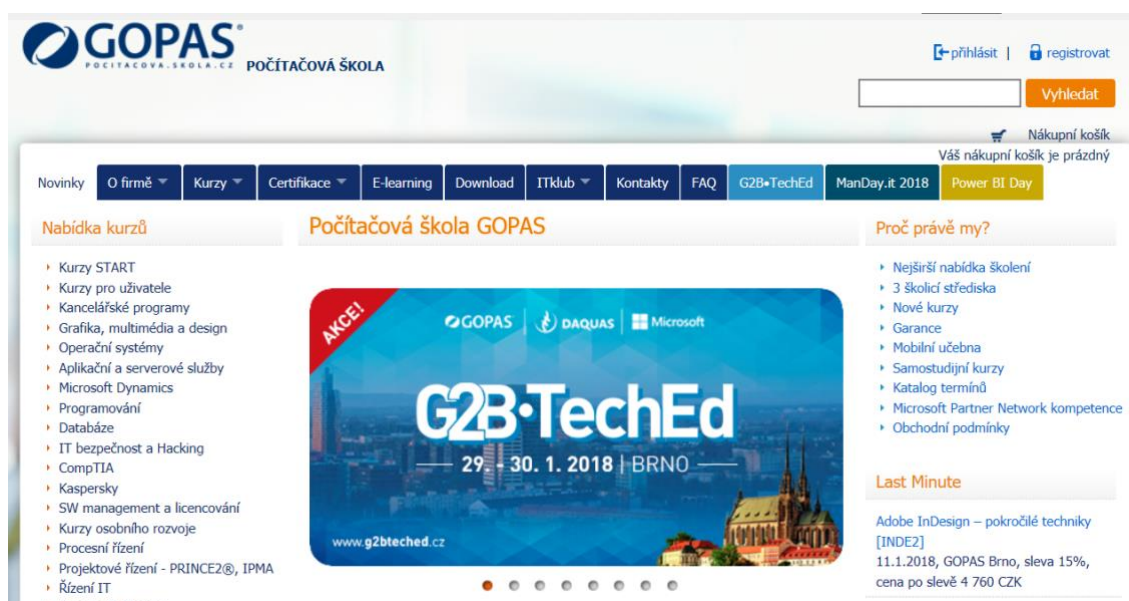 GOPAS®
POCITACOVA.SKOLA.CZ
POČÍTAČOVÁ ŠKOLA
přihlásit | registrovat
Vyhledat
Nákupní košík
Váš nákupní košík je prázdný
Novinky O firmě Kurzy Certifikace E-learning Download ITklub Kontakty FAQ G2B•TechEd ManDay.it 2018 Power BI Day
Nabídka kurzů
Kurzy START
Kurzy pro uživatele
Kancelářské programy
Grafika, multimédia a design
Operační systémy
Aplikační a serverové služby
Microsoft Dynamics
Programování
Databáze
IT bezpečnost a Hacking
CompTIA
Kaspersky
SW management a licencování
Kurzy osobního rozvoje
Procesní řízení
Projektové řízení - PRINCE2®, IPMA
Řízení IT
Počítačová škola GOPAS
AKCE!
GOPAS DAQUAS Microsoft
G2B•TechEd
29. - 30. 1. 2018 | BRNO
www.g2bteched.cz
Proč právě my?
Nejširší nabídka školení
3 školicí střediska
Nové kurzy
Garance
Mobilní učebna
Samostudijní kurzy
Katalog termínů
Microsoft Partner Network kompetence
Obchodní podmínky
Last Minute
Adobe InDesign – pokročilé techniky
[INDE2]
11.1.2018, GOPAS Brno, sleva 15%,
cena po slevě 4 760 CZK